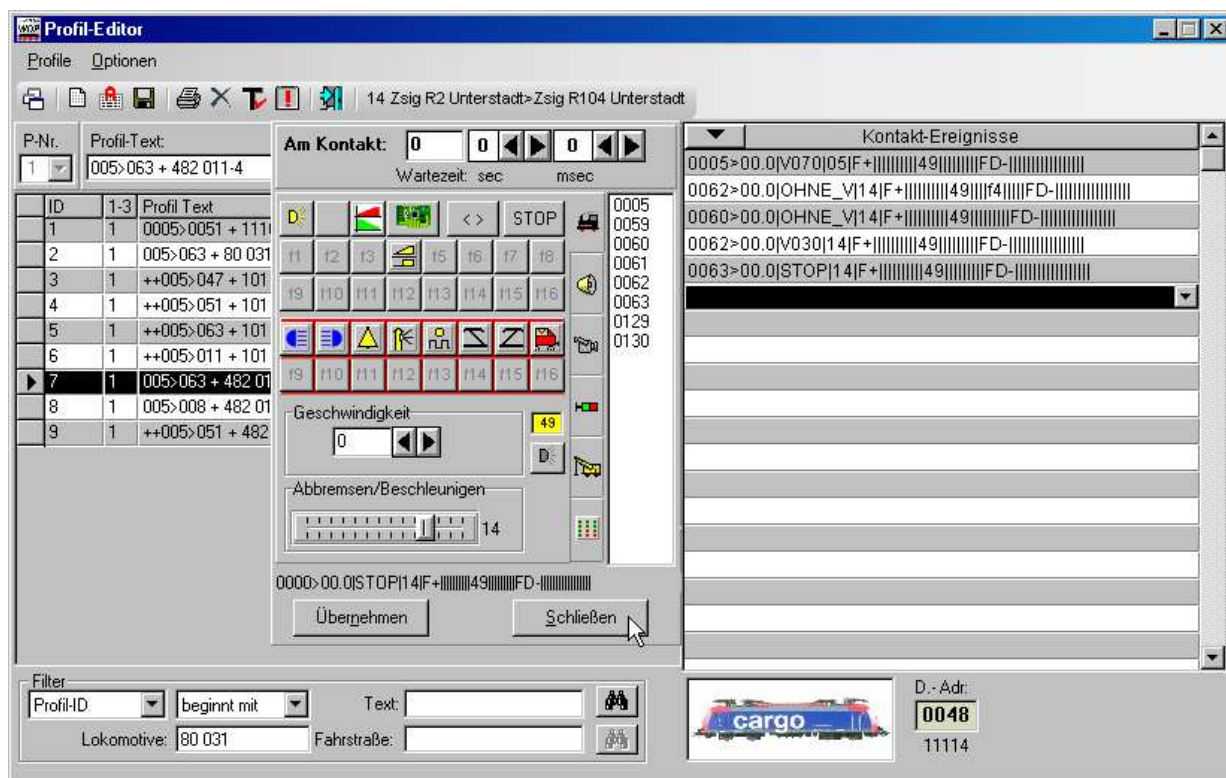 WDP Profil-Editor
Profile Optionen
14 Zsig R2 Unterstadt>Zsig R104 Unterstadt
P-Nr. Profil-Text:
1 005>063 + 482 011-4
ID 1-3 Profil Text
1 1 0005>0051 + 111
2 1 005>063 + 80 031
3 1 ++005>047 + 101
4 1 ++005>051 + 101
5 1 ++005>063 + 101
6 1 ++005>011 + 101
7 1 005>063 + 482 01
8 1 005>008 + 482 01
9 1 ++005>051 + 482
Am Kontakt: 0 0 0
Wartezeit: sec msec
D < > STOP
f1 f2 f3 f5 f6 f7 f8
f9 f10 f11 f12 f13 f14 f15 f16
f9 f10 f11 f12 f13 f14 f15 f16
Geschwindigkeit
0
49
D
Abbremsen/Beschleunigen
14
0005
0059
0060
0061
0062
0063
0129
0130
0000>00.0|STOP|14|F+||||||||||49|||||||||FD-||||||||||||||||
Übernehmen Schließen
Kontakt-Ereignisse
0005>00.0|V070|05|F+||||||||||49|||||||||FD-||||||||||||||||
0062>00.0|OHNE_V|14|F+||||||||||49||||f4|||||FD-||||||||||||||||
0060>00.0|OHNE_V|14|F+||||||||||49|||||||||FD-||||||||||||||||
0062>00.0|V030|14|F+||||||||||49|||||||||FD-||||||||||||||||
0063>00.0|STOP|14|F+||||||||||49|||||||||FD-||||||||||||||||
Filter
Profil-ID beginnt mit Text:
Lokomotive: 80 031 Fahrstraße:
cargo
D.- Adr:
0048
11114